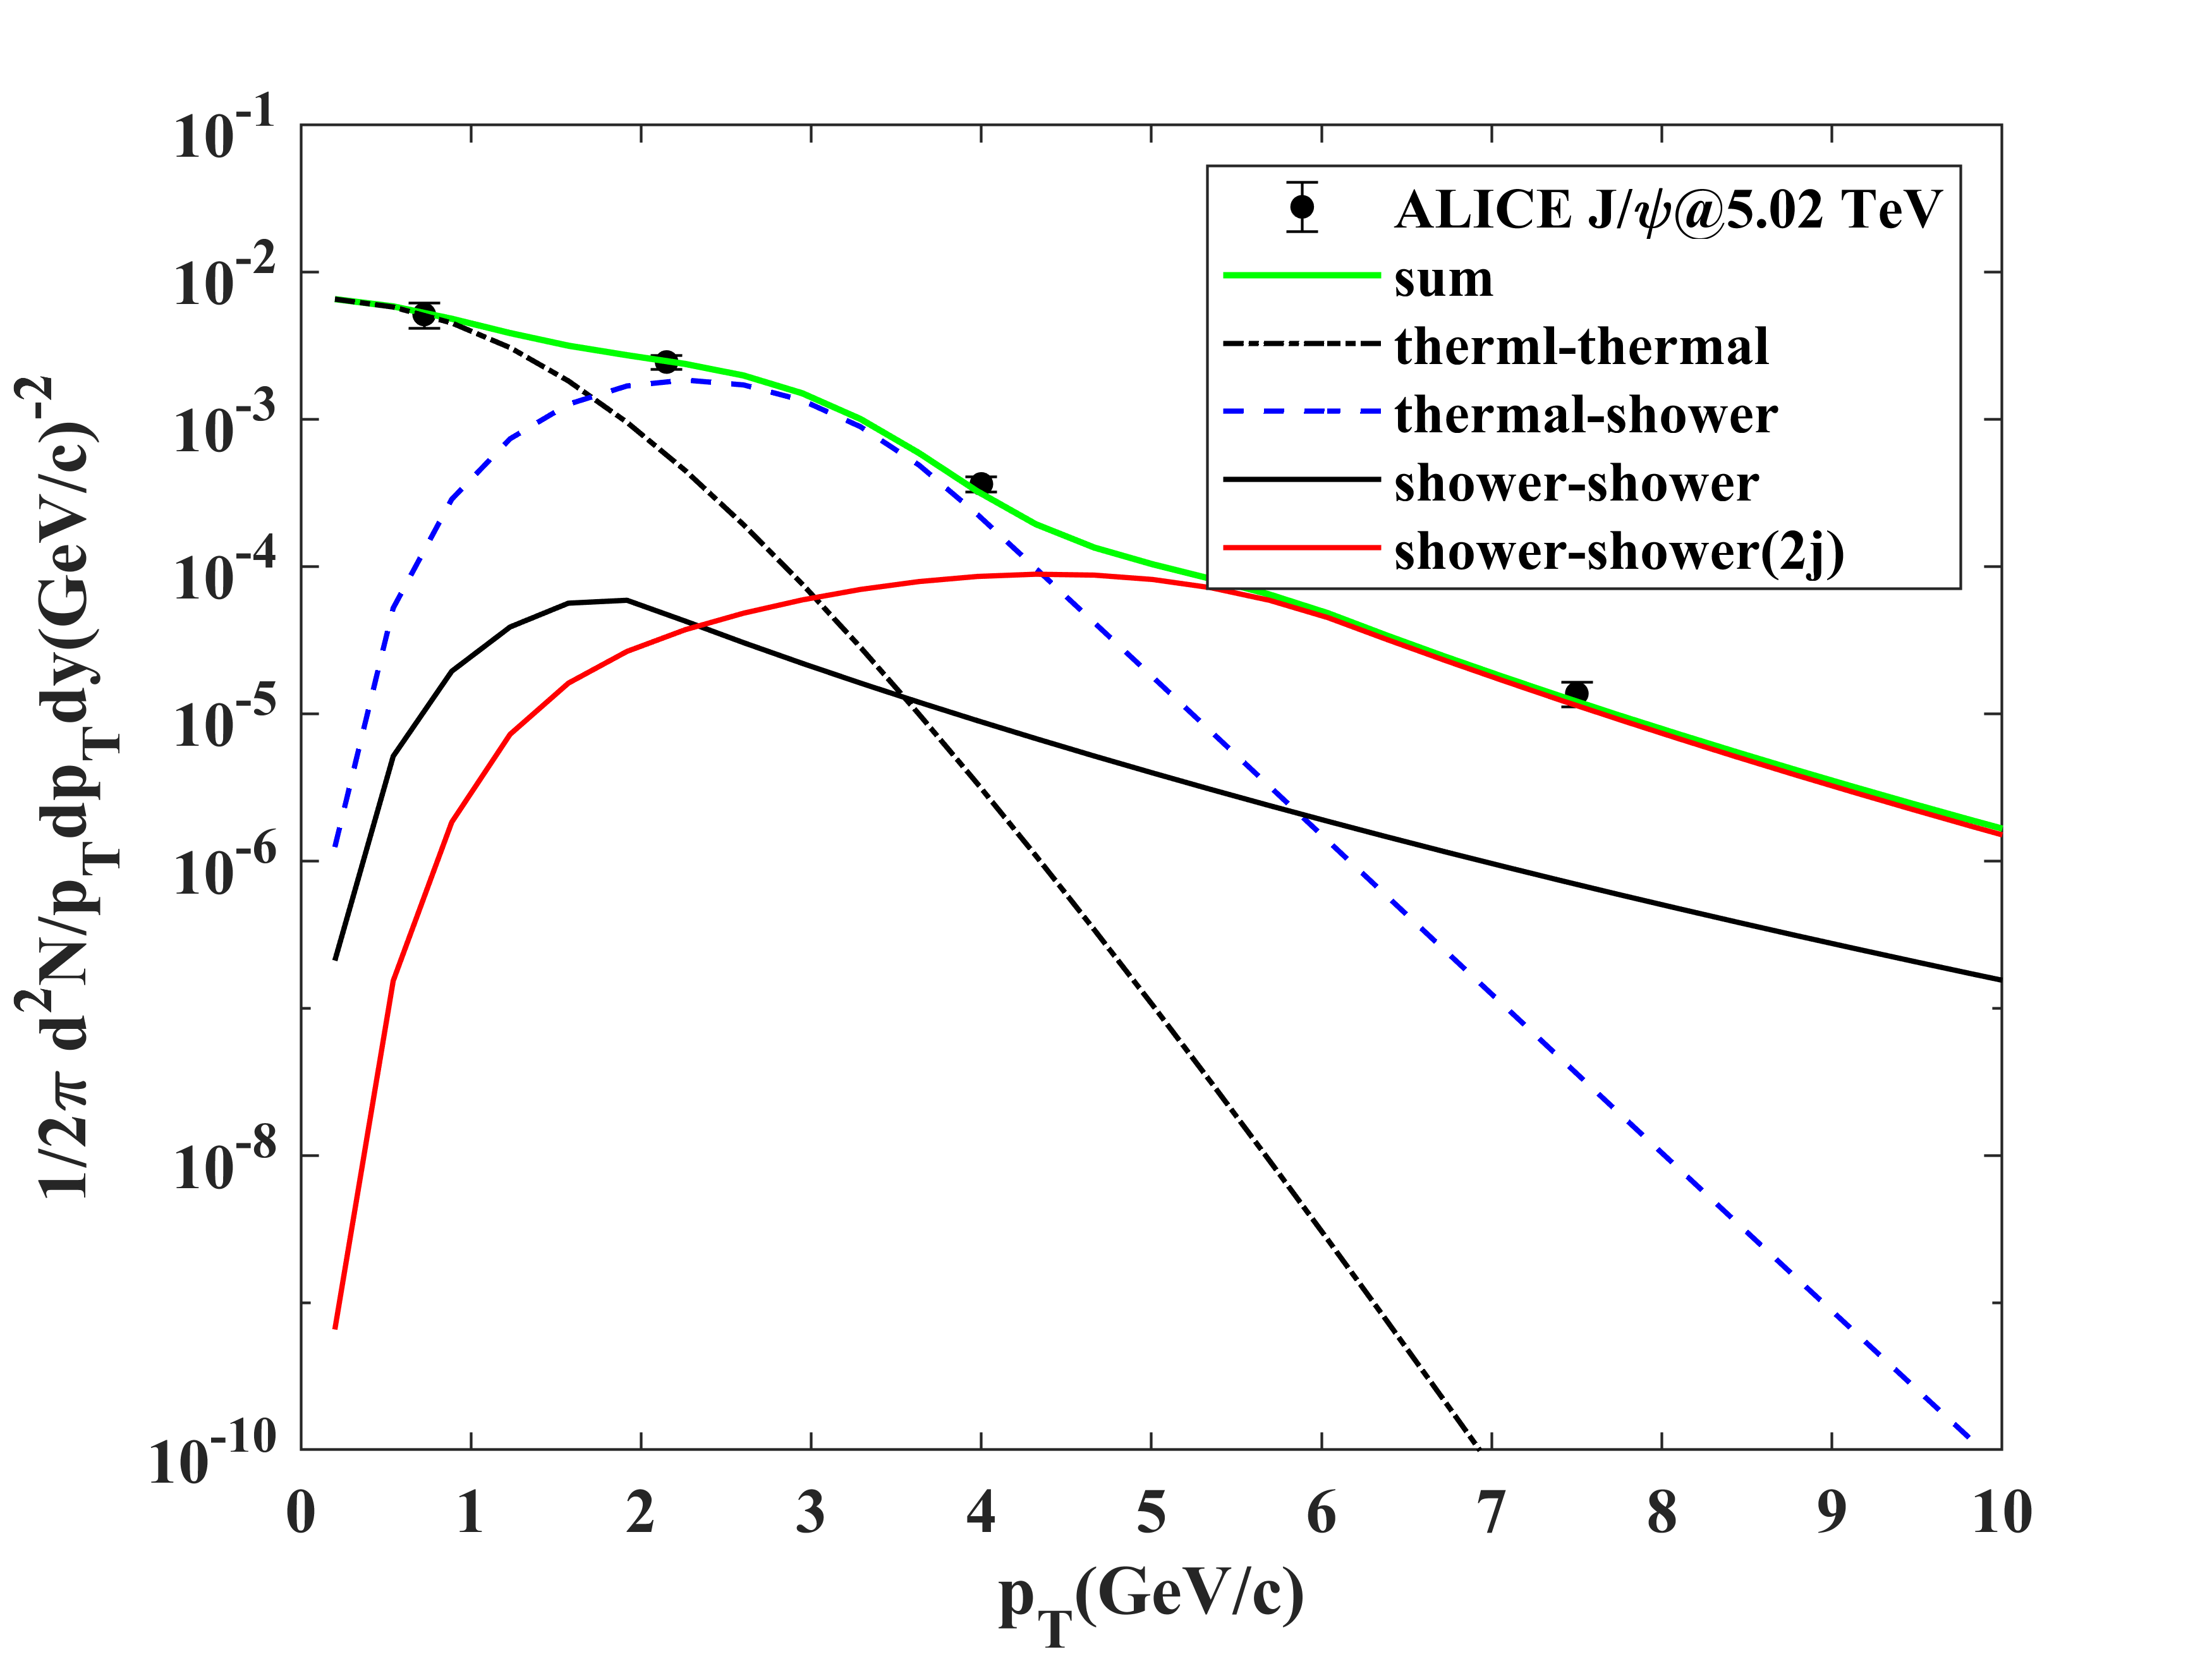 10^-1
10^-2
10^-3
10^-4
10^-5
10^-6
10^-8
10^-10
1/2π d^2N/p_Tdp_Tdy(GeV/c)^-2
ALICE J/ψ@5.02 TeV
sum
therml-thermal
thermal-shower
shower-shower
shower-shower(2j)
0 1 2 3 4 5 6 7 8 9 10
p_T(GeV/c)